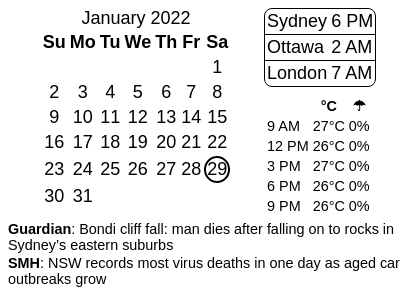 January 2022
Su Mo Tu We Th Fr Sa
1
2 3 4 5 6 7 8
9 10 11 12 13 14 15
16 17 18 19 20 21 22
23 24 25 26 27 28 29
30 31
Sydney 6 PM
Ottawa 2 AM
London 7 AM
°C ☂
9 AM 27°C 0%
12 PM 26°C 0%
3 PM 27°C 0%
6 PM 26°C 0%
9 PM 26°C 0%
Guardian: Bondi cliff fall: man dies after falling on to rocks in
Sydney’s eastern suburbs
SMH: NSW records most virus deaths in one day as aged car
outbreaks grow